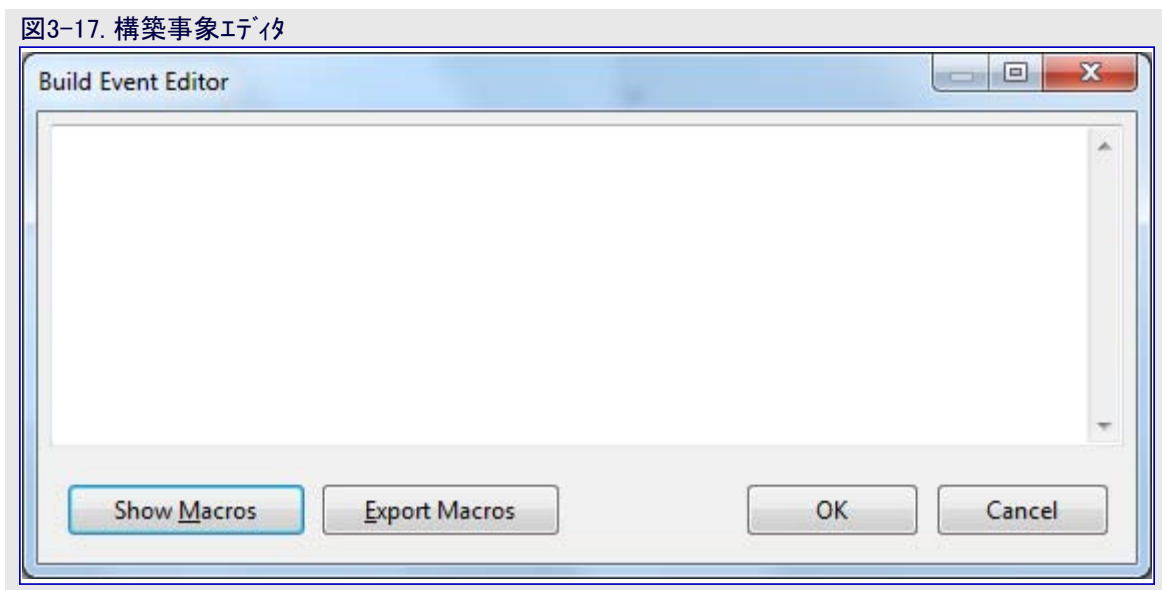 図3-17. 構築事象ｴﾃﾞｨﾀ
Build Event Editor
Show Macros
Export Macros
OK
Cancel